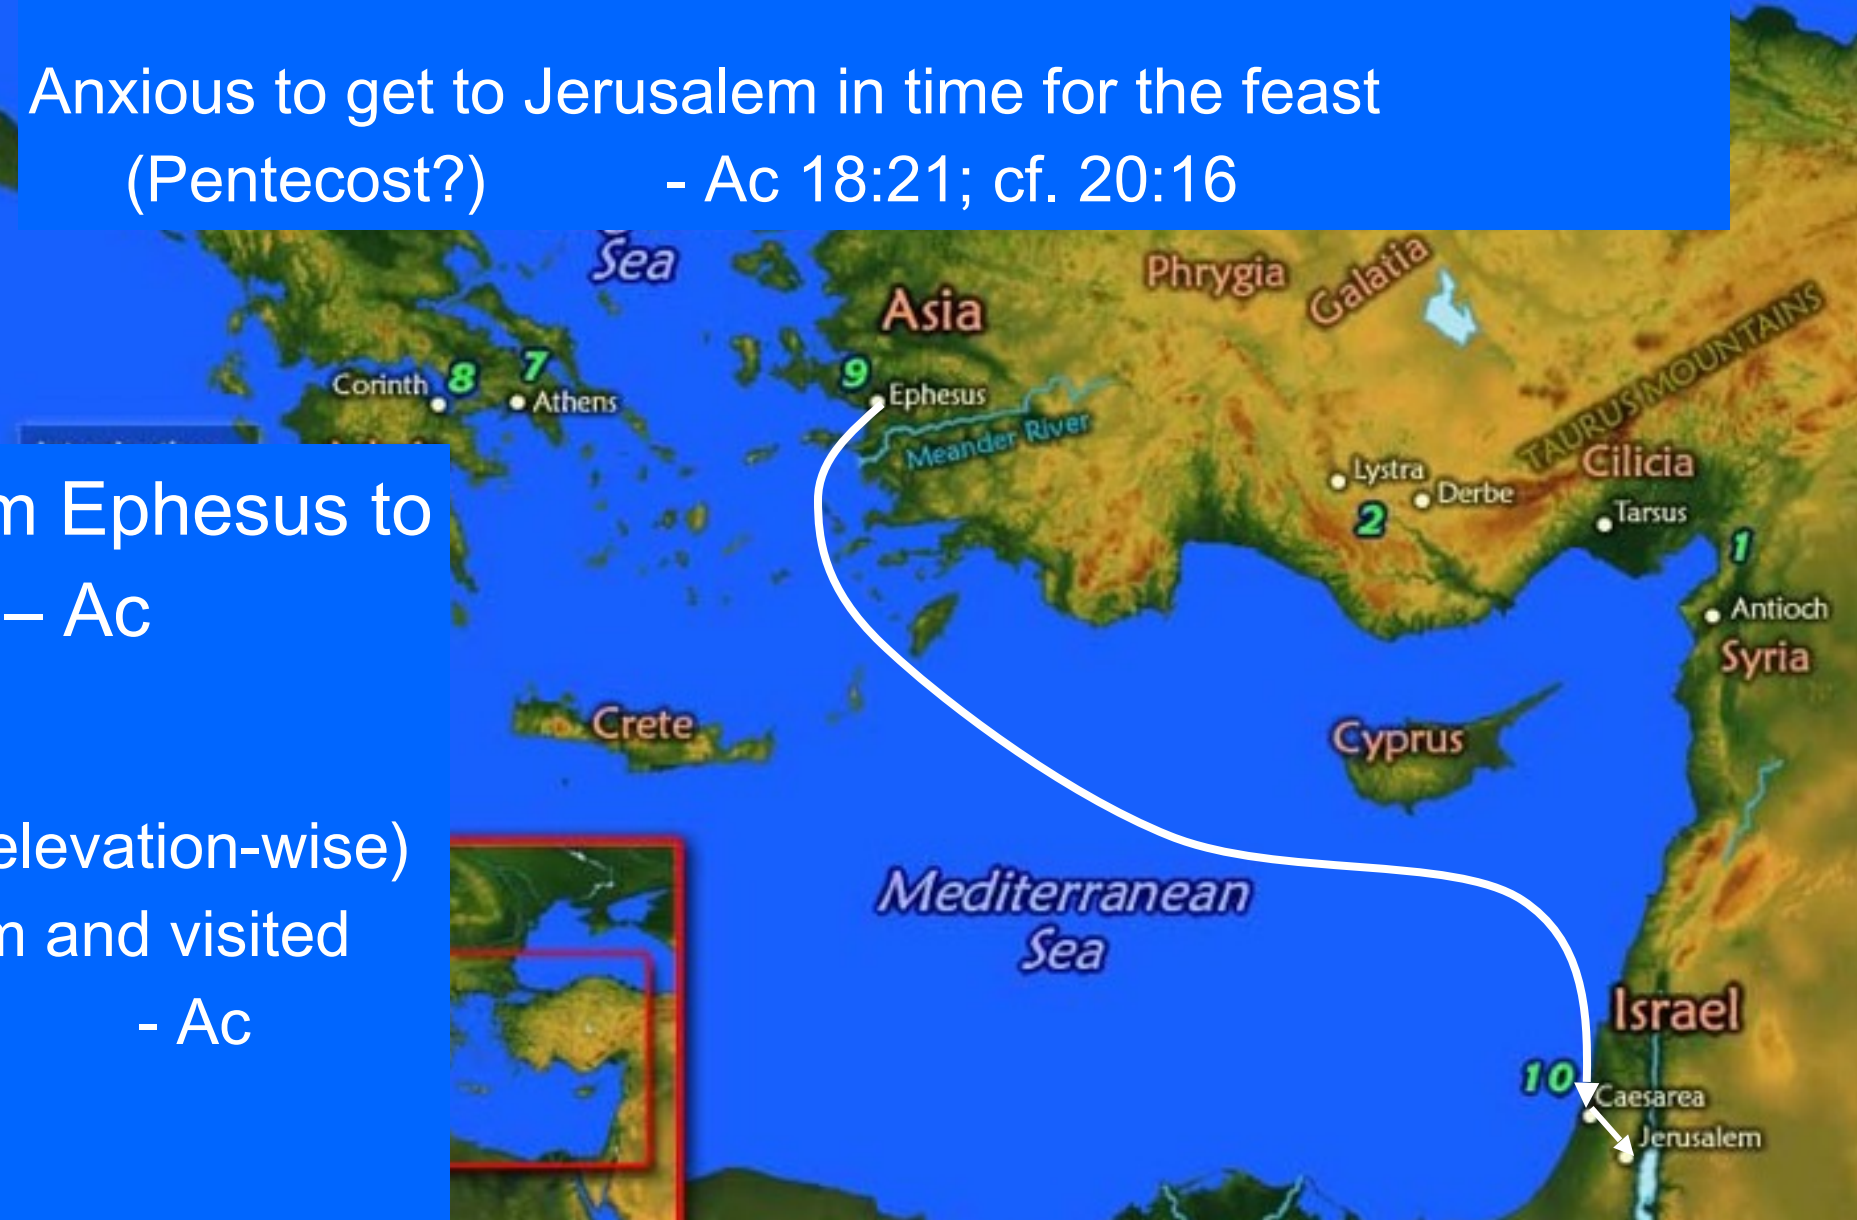 Anxious to get to Jerusalem in time for the feast
(Pentecost?) - Ac 18:21; cf. 20:16
Sea
Asia
Phrygia
Galatia
TAURUS MOUNTAINS
Corinth
8
7
Athens
9
Ephesus
Meander River
Lystra
Derbe
2
Cilicia
Tarsus
1
Antioch
Syria
m Ephesus to
– Ac
Crete
Cyprus
elevation-wise)
m and visited
- Ac
Mediterranean
Sea
Israel
10
Caesarea
Jerusalem